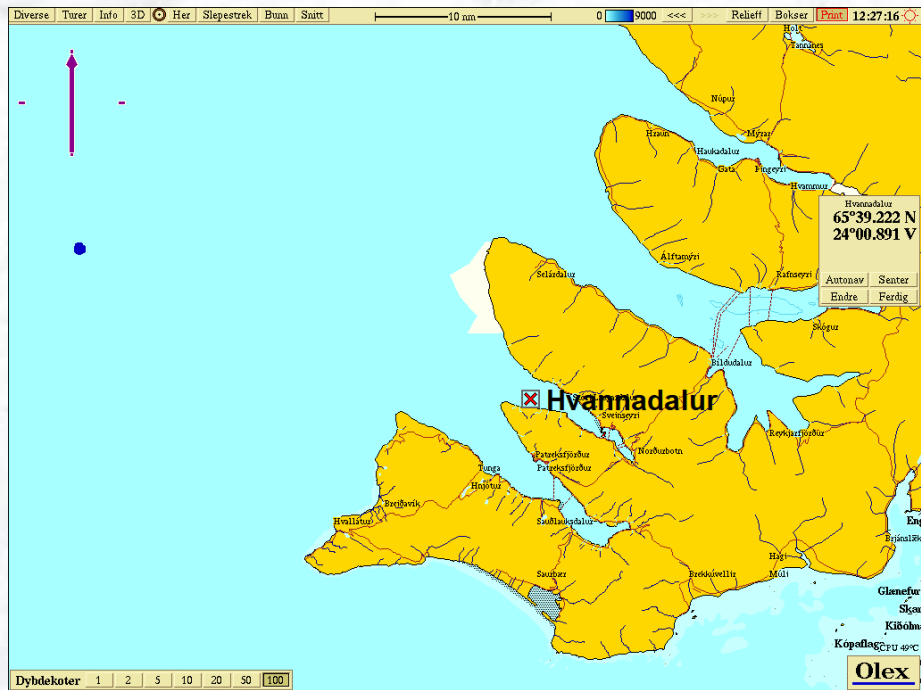 Diverse Turer Info 3D Her Slepestrek Bunn Snitt 10 nm 0 9000 <<< >>> Relieff Bokser Print 12:27:16
Holt
Tannanes
Núpur
Hraun
Mýrar
Haukadalur
Gata
Þingeyri
Hvammur
Hvannadalur
65°39.222 N
24°00.891 V
Autonav Senter
Endre Ferdig
Álftamýri
Rafnseyri
Selárdalur
Skógur
Bíldudalur
Hvannadalur
Sveinseyri
Reykjarfjörður
Norðurbotn
Patreksfjörður
Patreksfjörður
Tunga
Hnjótur
Breiðavík
Hvallátur
Sauðlauksdalur
Saurbær
Brekkuvellir
Hagi
Múli
Eng
Brjánslæk
Glænefur
Skar
Kiðólm
Kópaflag
CPU 49°C
Dybdekoter 1 2 5 10 20 50 100
Olex